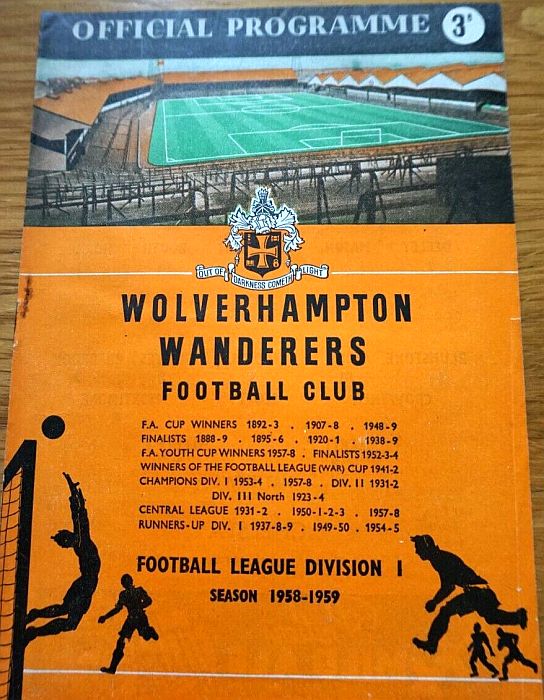 OFFICIAL PROGRAMME 3D
OUT OF DARKNESS COMETH LIGHT
WOLVERHAMPTON
WANDERERS
FOOTBALL CLUB
F.A. CUP WINNERS 1892-3 . 1907-8 . 1948-9
FINALISTS 1888-9 . 1895-6 . 1920-1 . 1938-9
F.A. YOUTH CUP WINNERS 1957-8 . FINALISTS 1952-3-4
WINNERS OF THE FOOTBALL LEAGUE (WAR) CUP 1941-2
CHAMPIONS DIV. I 1953-4 . 1957-8 . DIV. II 1931-2
DIV. III North 1923-4
CENTRAL LEAGUE 1931-2 . 1950-1-2-3 . 1957-8
RUNNERS-UP DIV. I 1937-8-9 . 1949-50 . 1954-5
FOOTBALL LEAGUE DIVISION I
SEASON 1958-1959